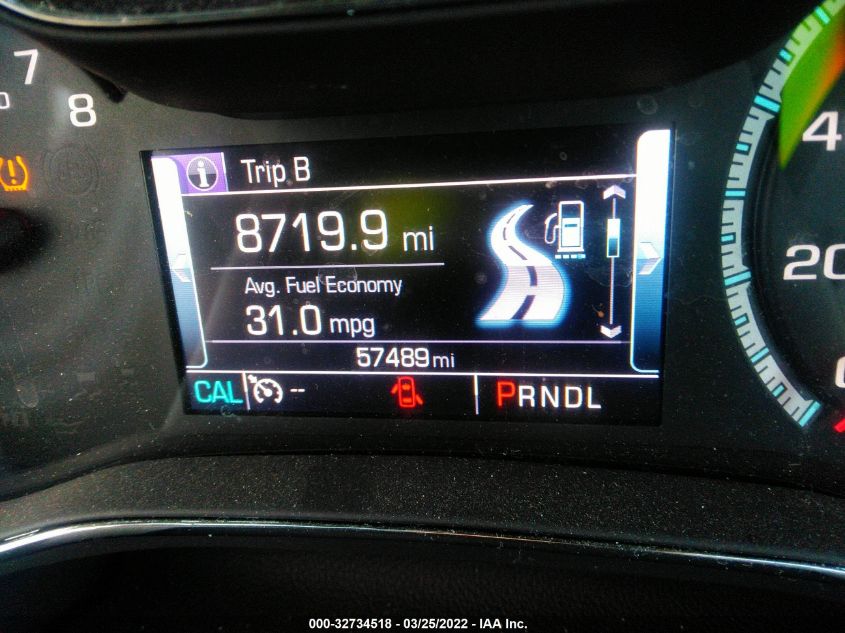 7
8
Trip B
8719.9 mi
Avg. Fuel Economy
31.0 mpg
57489 mi
CAL -- PRNDL
4
20
0
000-32734518 - 03/25/2022 - IAA Inc.